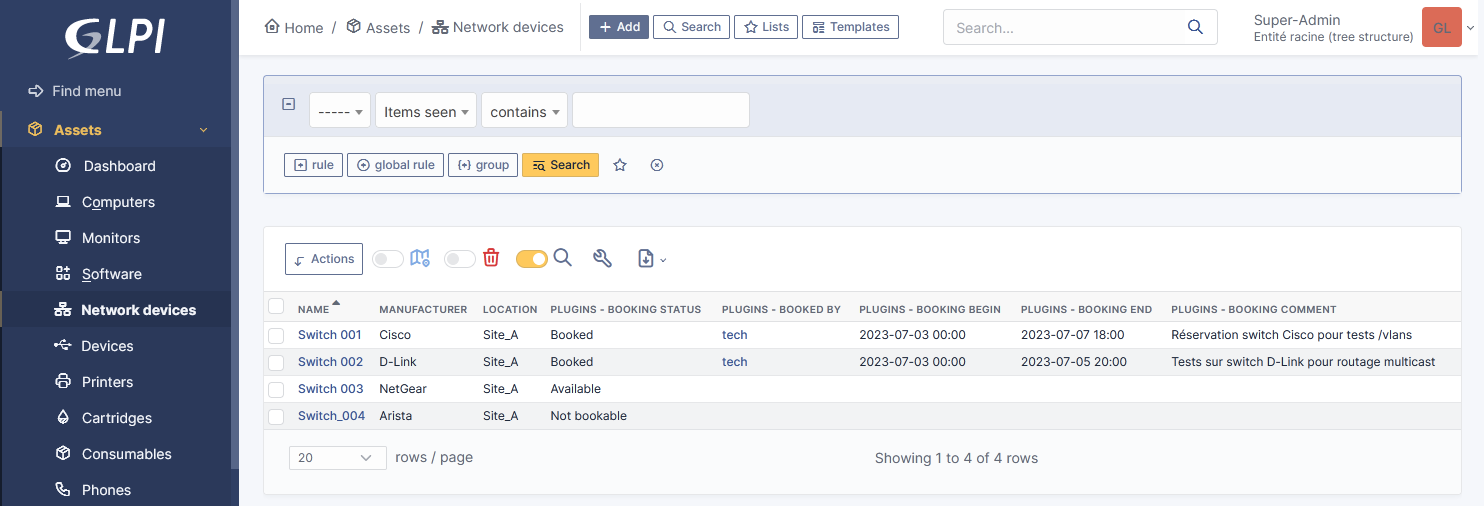 GLPI
Find menu
Assets
Dashboard
Computers
Monitors
Software
Network devices
Devices
Printers
Cartridges
Consumables
Phones
Home / Assets / Network devices
Add Search Lists Templates
Search...
Super-Admin
Entité racine (tree structure)
GL
----- Items seen contains
rule global rule {+} group Search
Actions
NAME MANUFACTURER LOCATION PLUGINS - BOOKING STATUS PLUGINS - BOOKED BY PLUGINS - BOOKING BEGIN PLUGINS - BOOKING END PLUGINS - BOOKING COMMENT
Switch 001 Cisco Site_A Booked tech 2023-07-03 00:00 2023-07-07 18:00 Réservation switch Cisco pour tests /vlans
Switch 002 D-Link Site_A Booked tech 2023-07-03 00:00 2023-07-05 20:00 Tests sur switch D-Link pour routage multicast
Switch 003 NetGear Site_A Available
Switch_004 Arista Site_A Not bookable
20 rows / page
Showing 1 to 4 of 4 rows